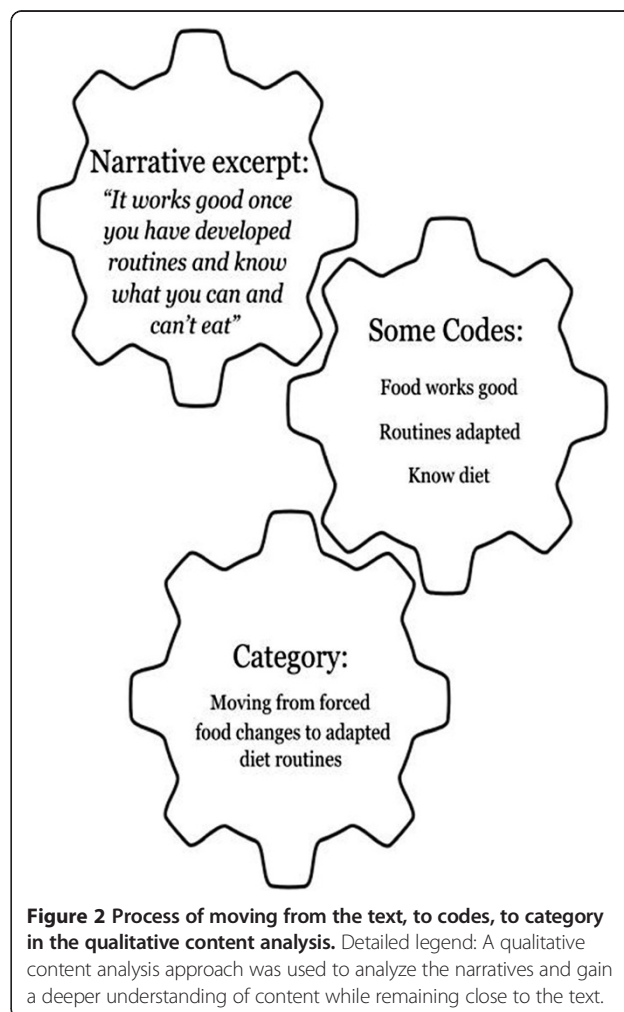 Narrative excerpt:
“It works good once
you have developed
routines and know
what you can and
can’t eat”
Some Codes:
Food works good
Routines adapted
Know diet
Category:
Moving from forced
food changes to adapted
diet routines
Figure 2 Process of moving from the text, to codes, to category
in the qualitative content analysis. Detailed legend: A qualitative
content analysis approach was used to analyze the narratives and gain
a deeper understanding of content while remaining close to the text.